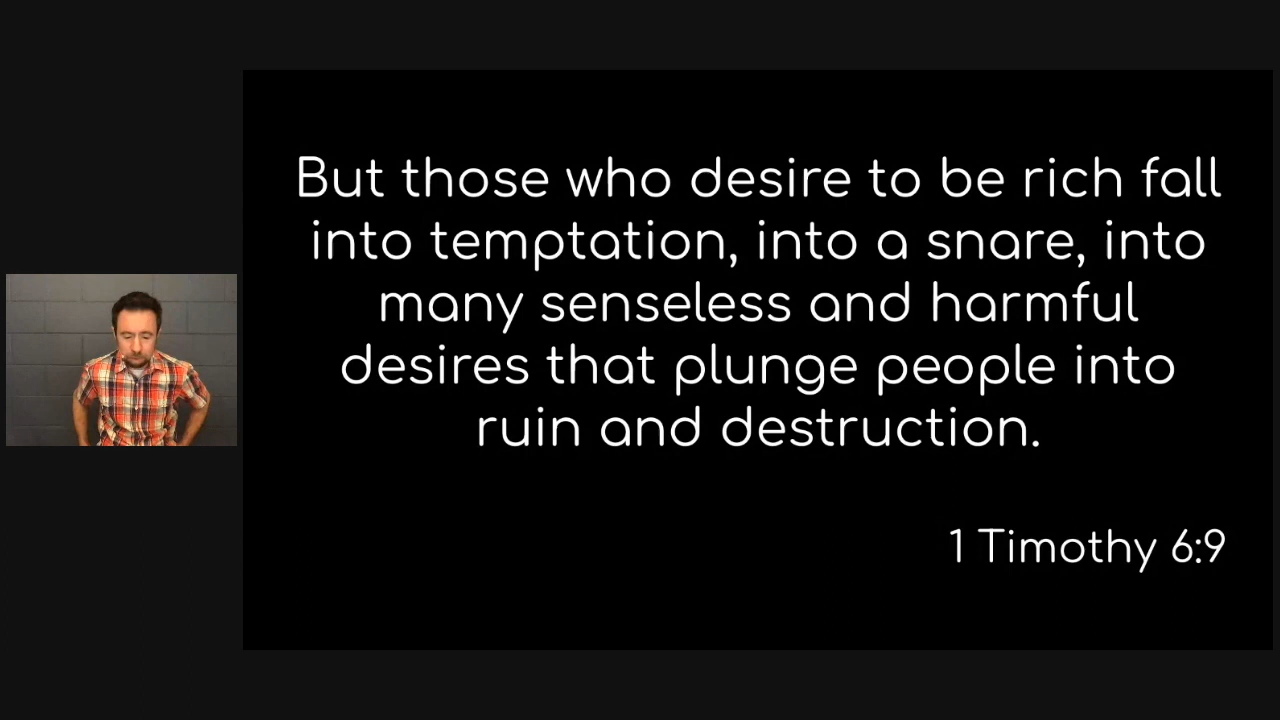 But those who desire to be rich fall
into temptation, into a snare, into
many senseless and harmful
desires that plunge people into
ruin and destruction.
1 Timothy 6:9